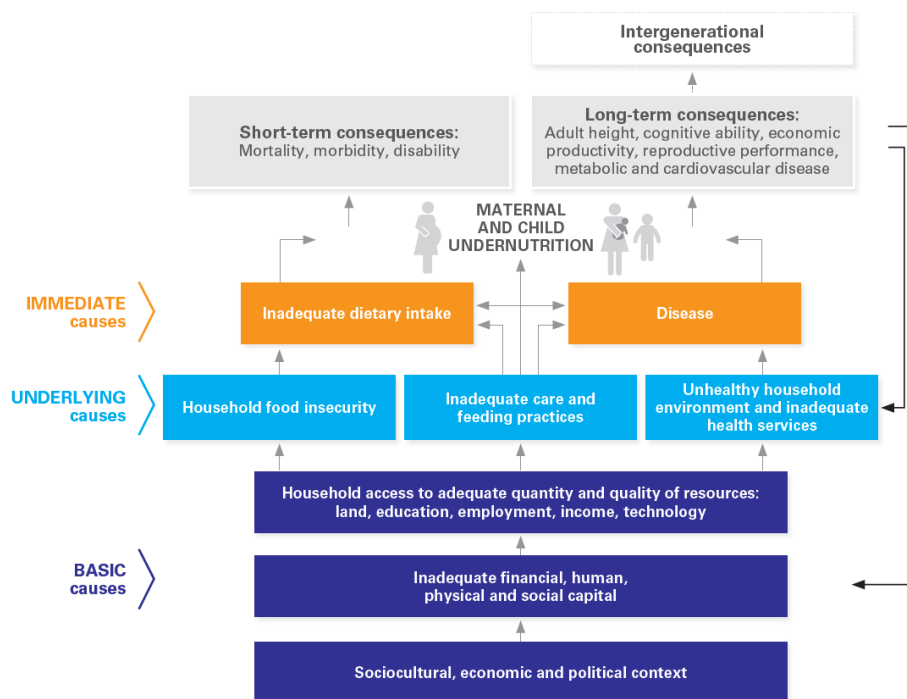 Intergenerational
consequences
Short-term consequences:
Mortality, morbidity, disability
Long-term consequences:
Adult height, cognitive ability, economic
productivity, reproductive performance,
metabolic and cardiovascular disease
MATERNAL
AND CHILD
UNDERNUTRITION
IMMEDIATE
causes
Inadequate dietary intake
Disease
UNDERLYING
causes
Household food insecurity
Inadequate care and
feeding practices
Unhealthy household
environment and inadequate
health services
Household access to adequate quantity and quality of resources:
land, education, employment, income, technology
BASIC
causes
Inadequate financial, human,
physical and social capital
Sociocultural, economic and political context